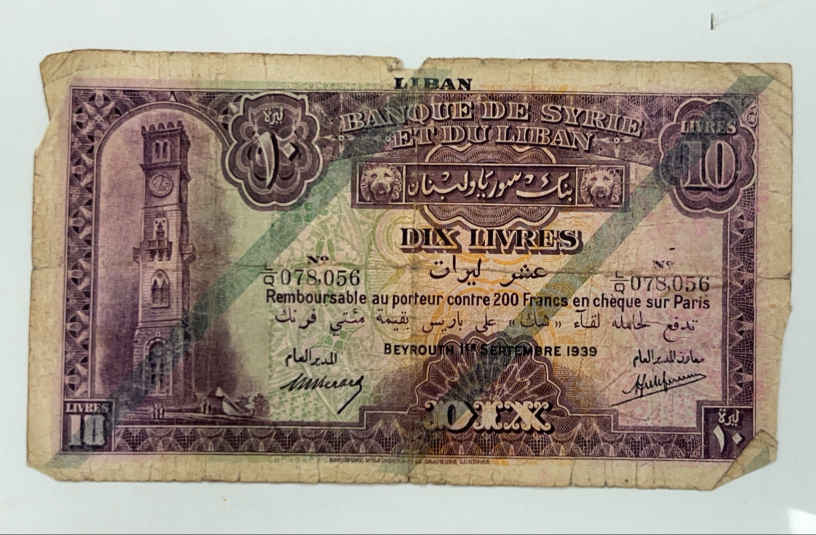 LIBAN
BANQUE DE SYRIE
ET DU LIBAN
ليرة
١٠
LIVRES
10
بنك سوريا ولبنان
DIX LIVRES
عشر ليرات
Nº
078,056
Nº
078,056
Remboursable au porteur contre 200 Francs en chèque sur Paris
تدفع لحامله لقاء «شك» على باريس بقيمة مئتي فرنك
BEYROUTH 1er SEPTEMBRE 1939
المدير العام
معاون المدير العام
LIVRES
10
DIX
ليرة
١٠